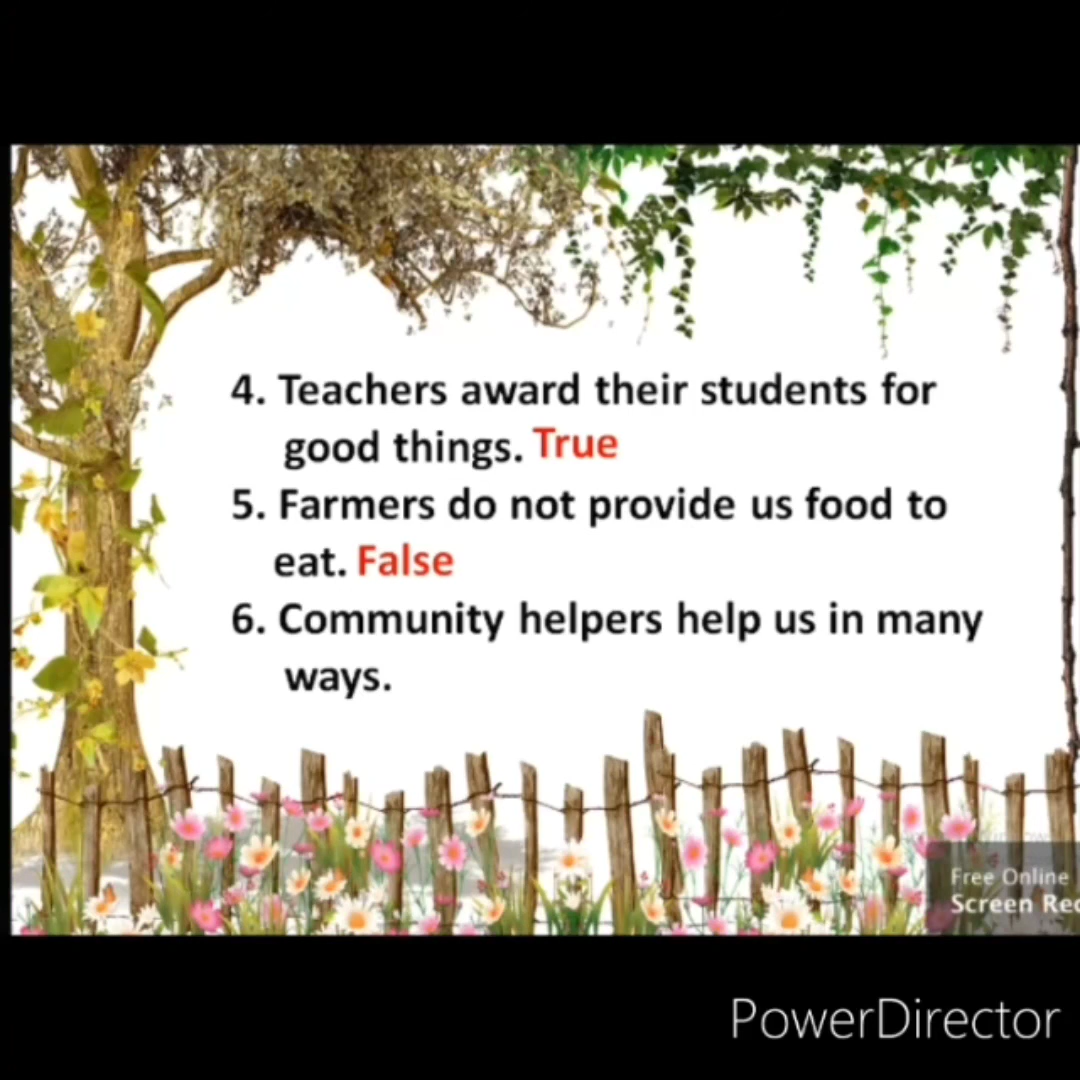 4. Teachers award their students for
good things. True
5. Farmers do not provide us food to
eat. False
6. Community helpers help us in many
ways.
Free Online
Screen
PowerDirector